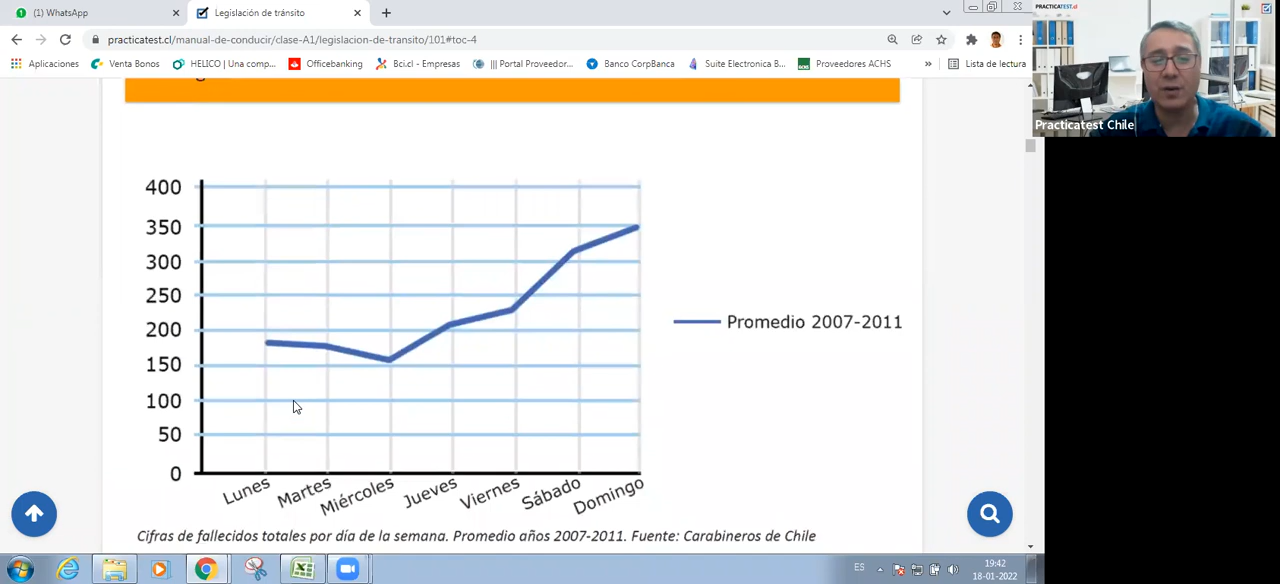 (1) WhatsApp
Legislación de tránsito
practicatest.cl/manual-de-conducir/clase-A1/legislacion-de-transito/101#toc-4
Aplicaciones
Venta Bonos
HELICO | Una comp...
Officebanking
Bci.cl - Empresas
||| Portal Proveedor...
Banco CorpBanca
Suite Electronica B...
Proveedores ACHS
»
Lista de lectura
PRACTICATEST.cl
Practicatest Chile
400
350
300
250
200
150
100
50
0
Lunes
Martes
Miércoles
Jueves
Viernes
Sábado
Domingo
Promedio 2007-2011
Cifras de fallecidos totales por día de la semana. Promedio años 2007-2011. Fuente: Carabineros de Chile
ES
19:42
18-01-2022